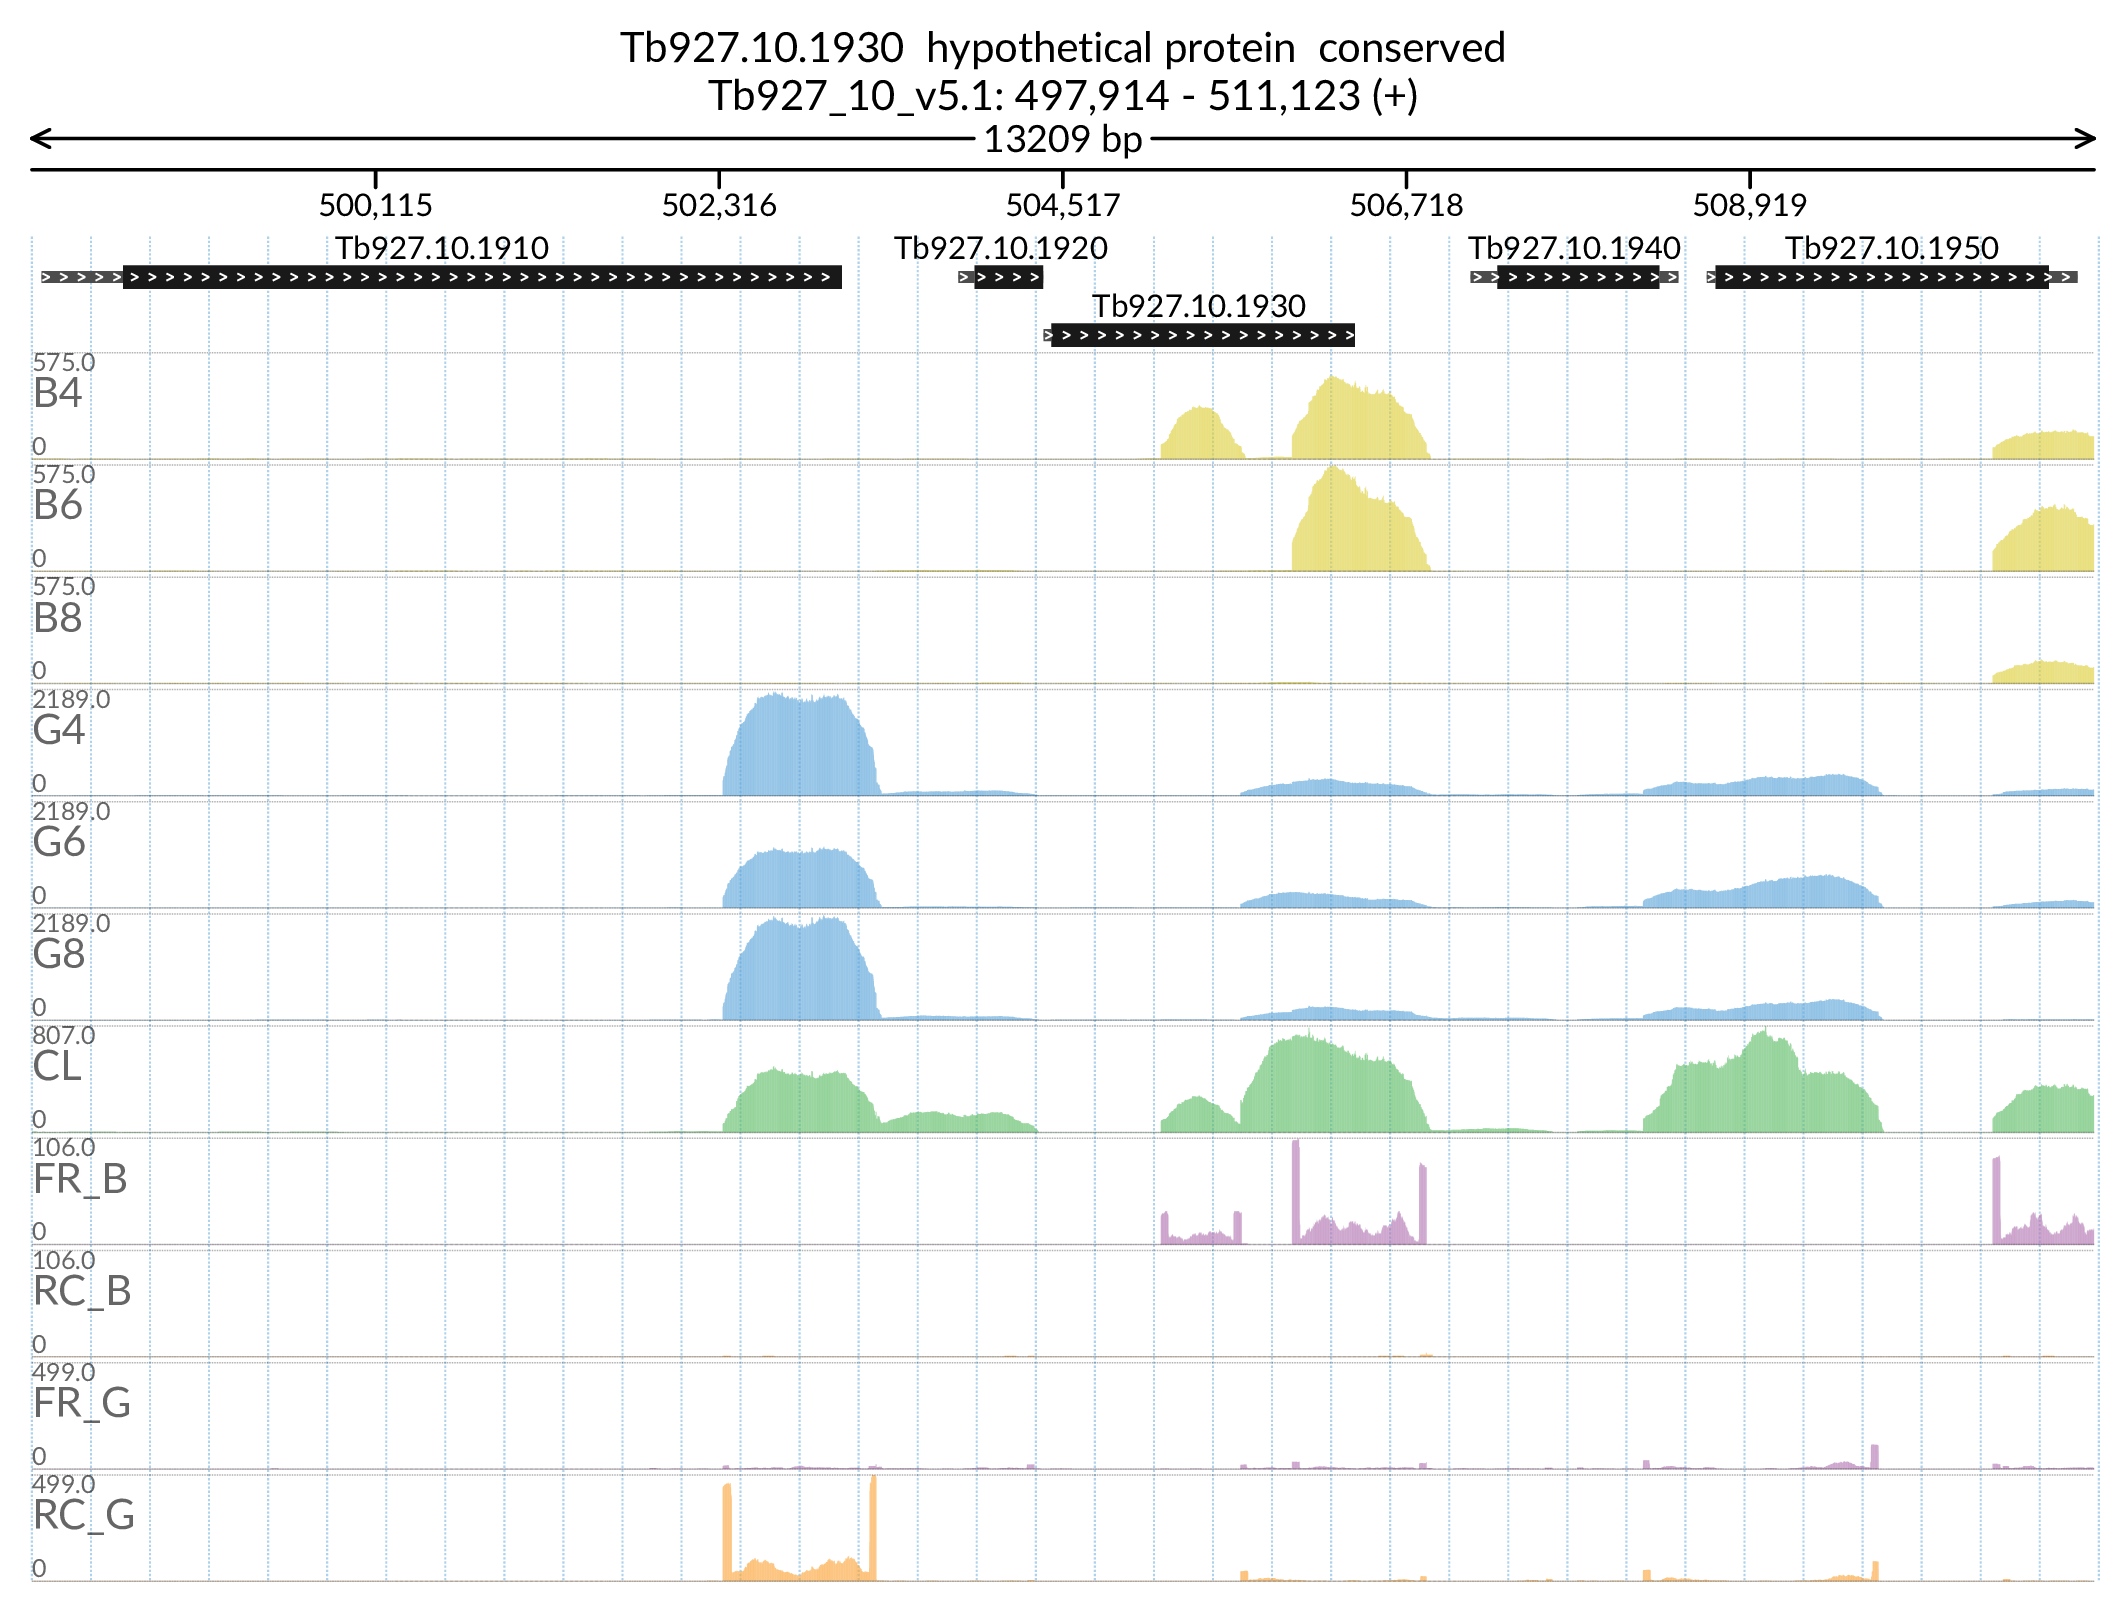 Tb927.10.1930  hypothetical protein  conserved
Tb927_10_v5.1: 497,914 - 511,123 (+)
13209 bp
500,115 502,316 504,517 506,718 508,919
Tb927.10.1910 Tb927.10.1920 Tb927.10.1940 Tb927.10.1950
Tb927.10.1930
575.0
B4
0
575.0
B6
0
575.0
B8
0
2189.0
G4
0
2189.0
G6
0
2189.0
G8
0
807.0
CL
0
106.0
FR_B
0
106.0
RC_B
0
499.0
FR_G
0
499.0
RC_G
0